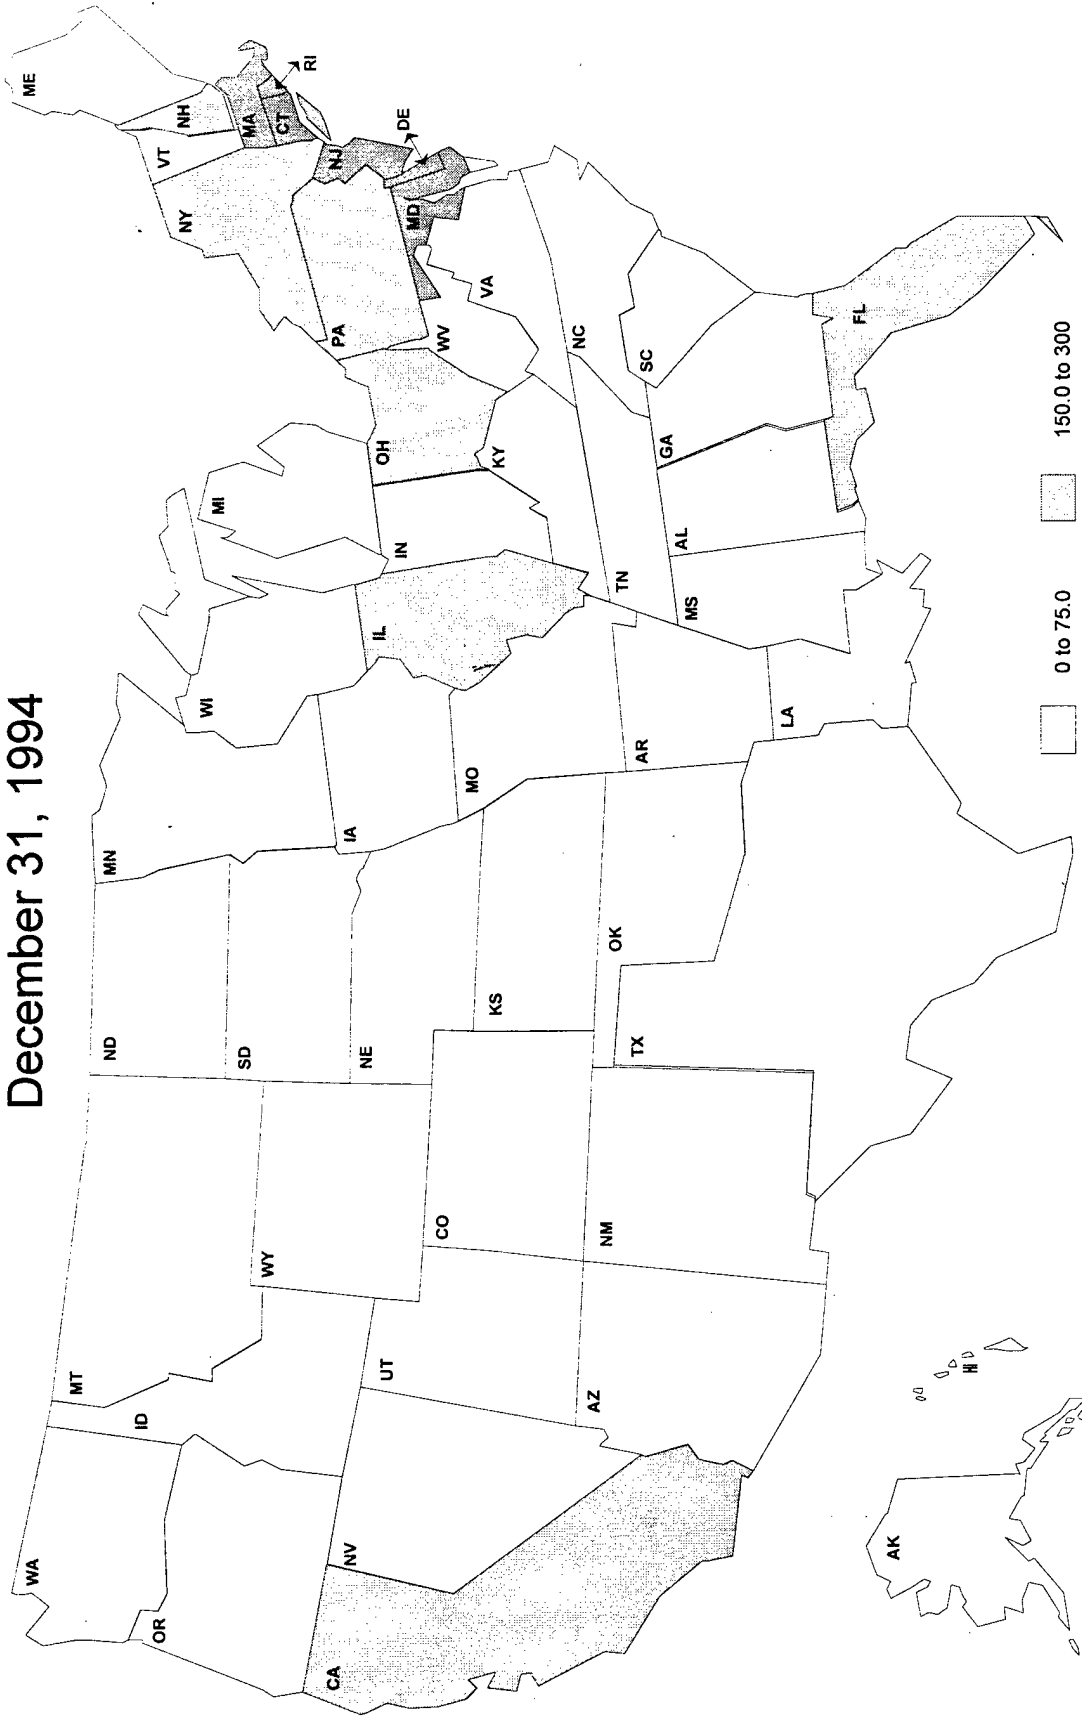 December 31, 1994
WA
MT
ND
MN
ME
VT
NH
NY
MA
CT
RI
OR
ID
WY
SD
WI
MI
PA
NJ
DE
MD
CA
NV
UT
CO
NE
IA
IL
IN
OH
WV
VA
KS
MO
KY
AZ
NM
OK
TX
AR
TN
NC
SC
MS
AL
GA
LA
FL
AK
HI
0 to 75.0
150.0 to 300